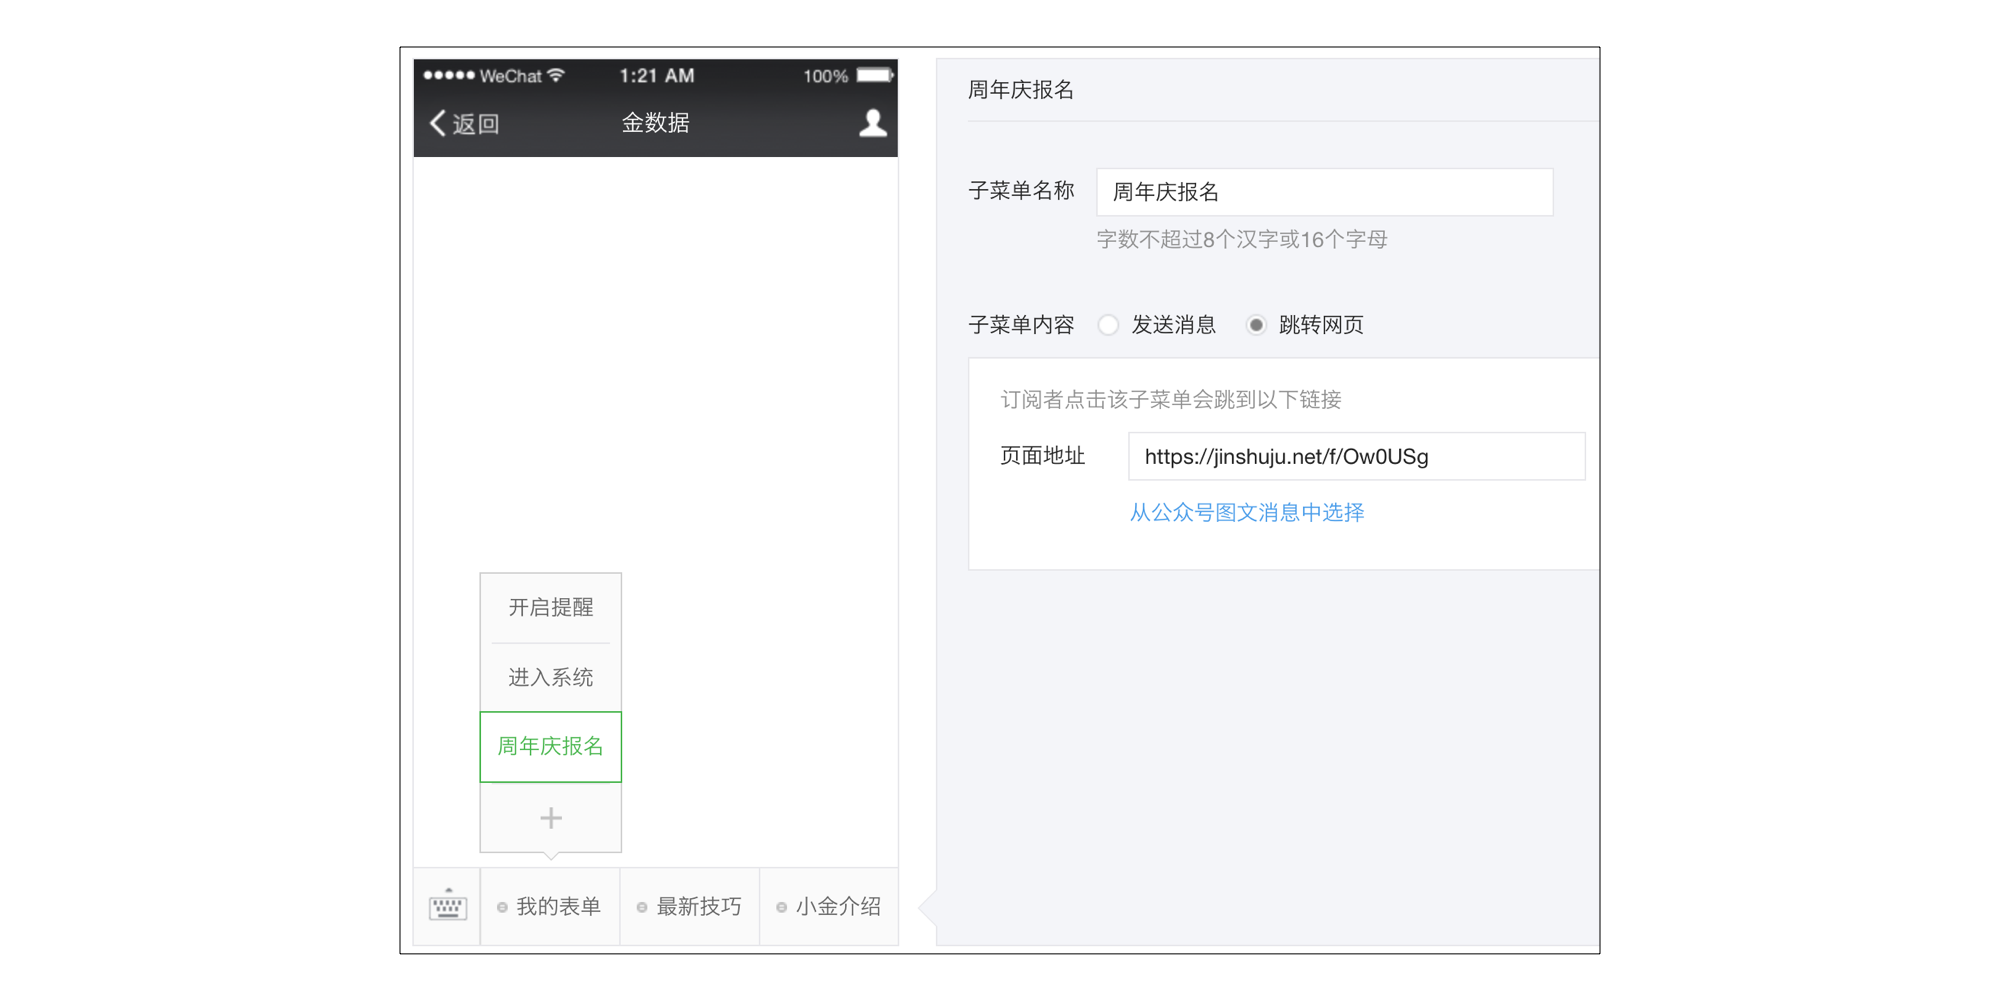 WeChat 1:21 AM 100%
返回 金数据
开启提醒
进入系统
周年庆报名
我的表单 最新技巧 小金介绍
周年庆报名
子菜单名称 周年庆报名
字数不超过8个汉字或16个字母
子菜单内容 发送消息 跳转网页
订阅者点击该子菜单会跳到以下链接
页面地址 https://jinshuju.net/f/Ow0USg
从公众号图文消息中选择